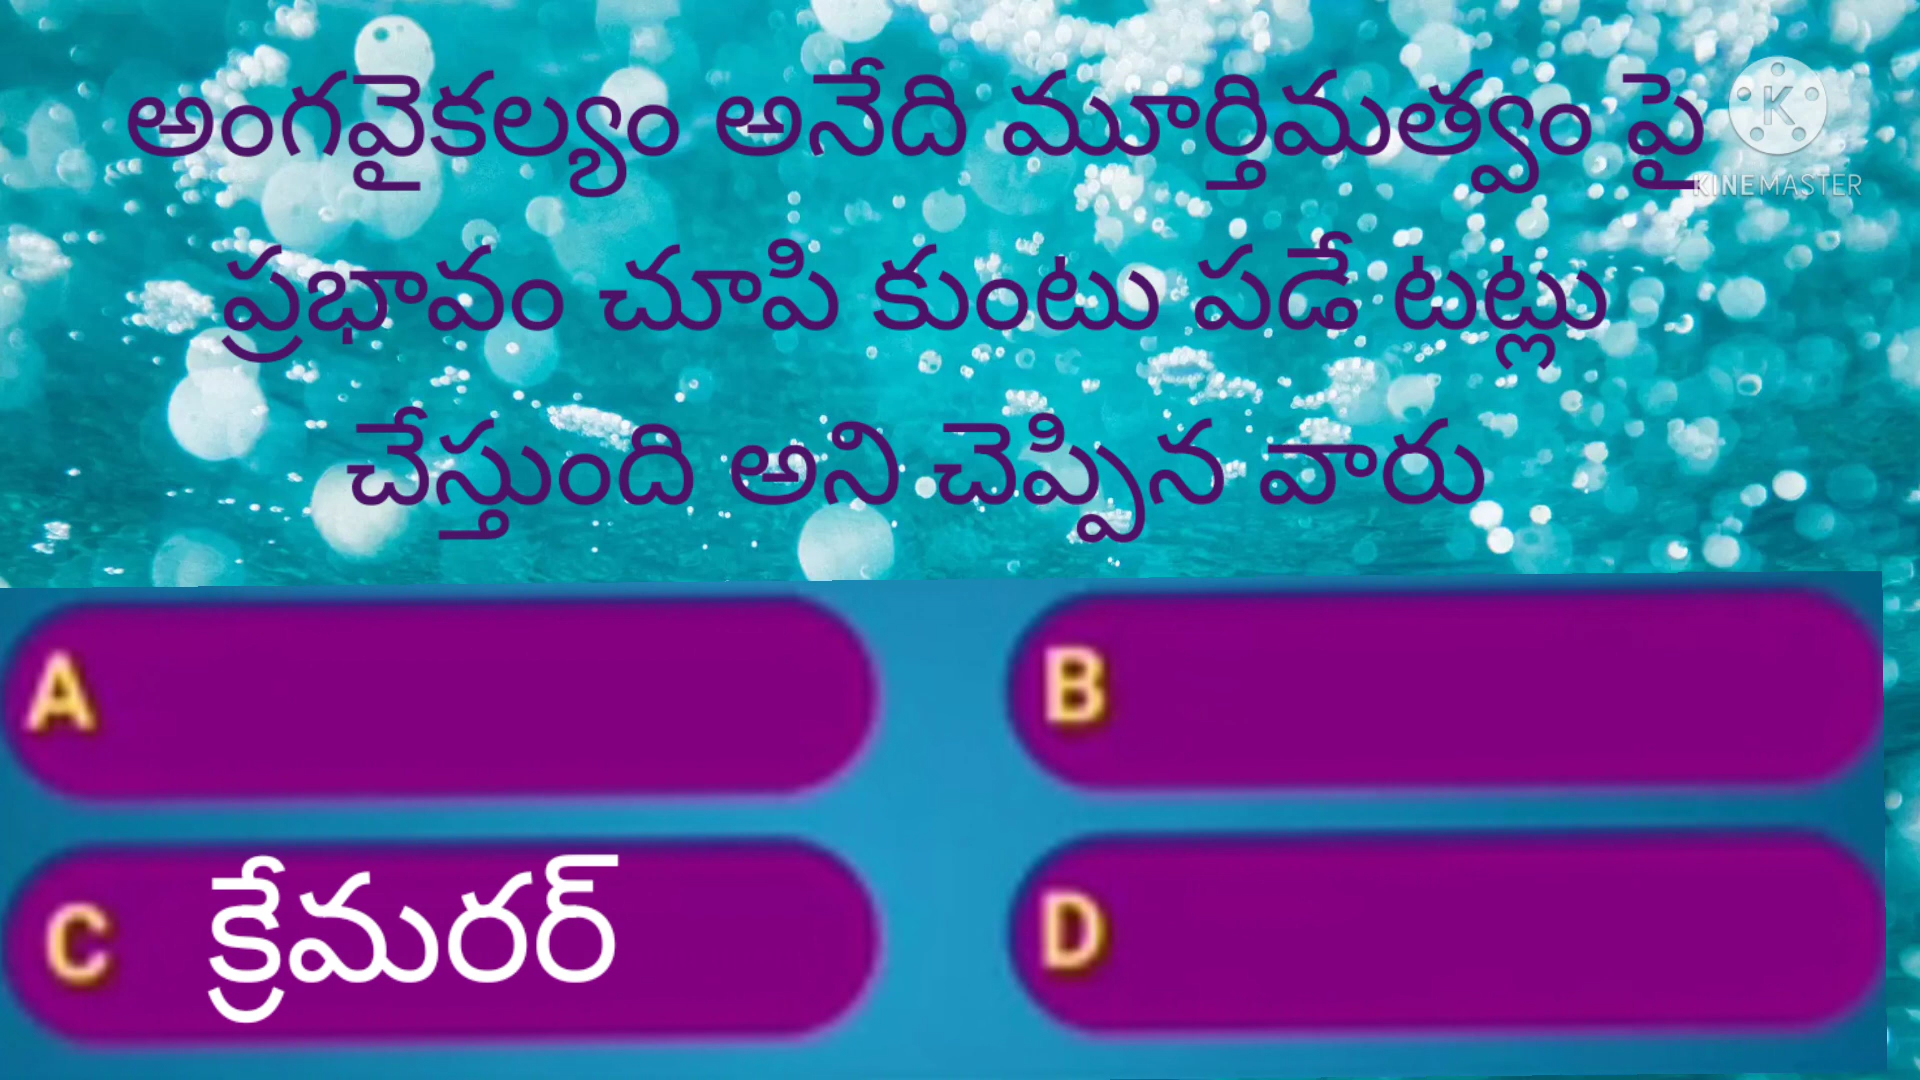 అంగవైకల్యం అనేది మూర్తిమత్వం పై
KINEMASTER
ప్రభావం చూపి కుంటు పడే టట్లు
చేస్తుంది అని చెప్పిన వారు
A
B
C క్రేమరర్
D